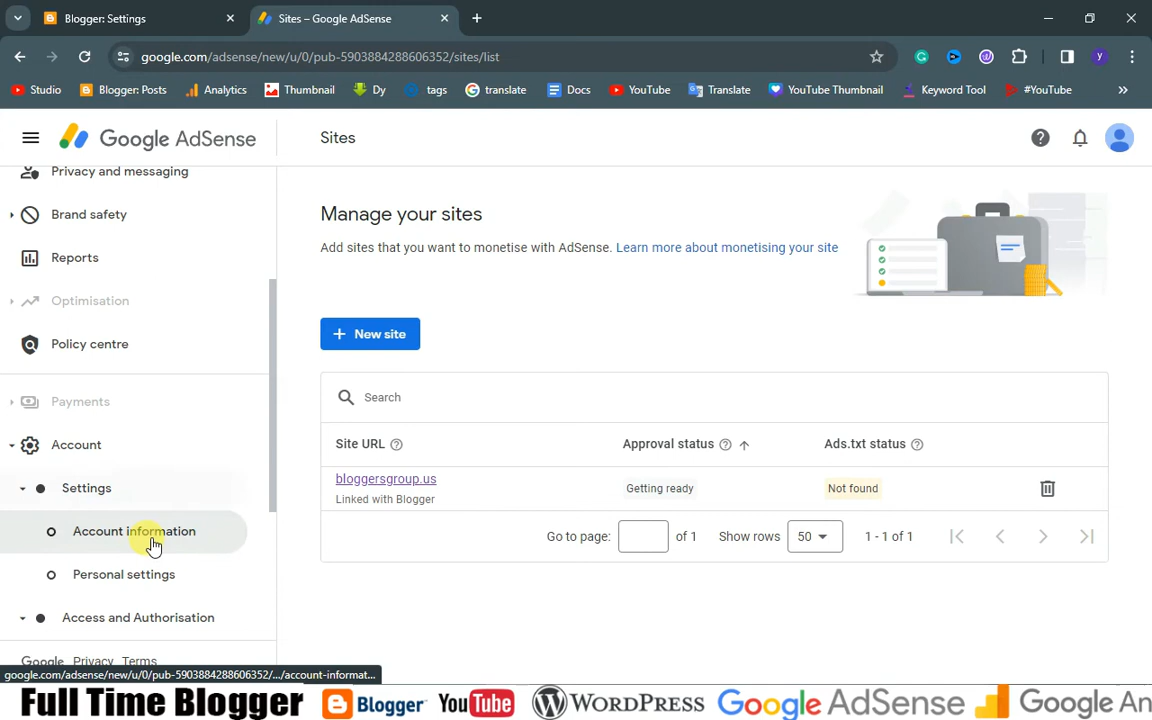 Blogger: Settings
Sites – Google AdSense
google.com/adsense/new/u/0/pub-5903884288606352/sites/list
y
Studio
Blogger: Posts
Analytics
Thumbnail
Dy
tags
translate
Docs
YouTube
Translate
YouTube Thumbnail
Keyword Tool
#YouTube
Google AdSense
Sites
Privacy and messaging
Brand safety
Reports
Optimisation
Policy centre
Payments
Account
Settings
Account information
Personal settings
Access and Authorisation
Google Privacy Terms
Manage your sites
Add sites that you want to monetise with AdSense. Learn more about monetising your site
+ New site
Search
Site URL
Approval status
Ads.txt status
bloggersgroup.us
Linked with Blogger
Getting ready
Not found
Go to page:
of 1
Show rows
50
1 - 1 of 1
google.com/adsense/new/u/0/pub-5903884288606352/.../account-informat...
Full Time Blogger
Blogger
YouTube
WORDPRESS
Google AdSense
Google An